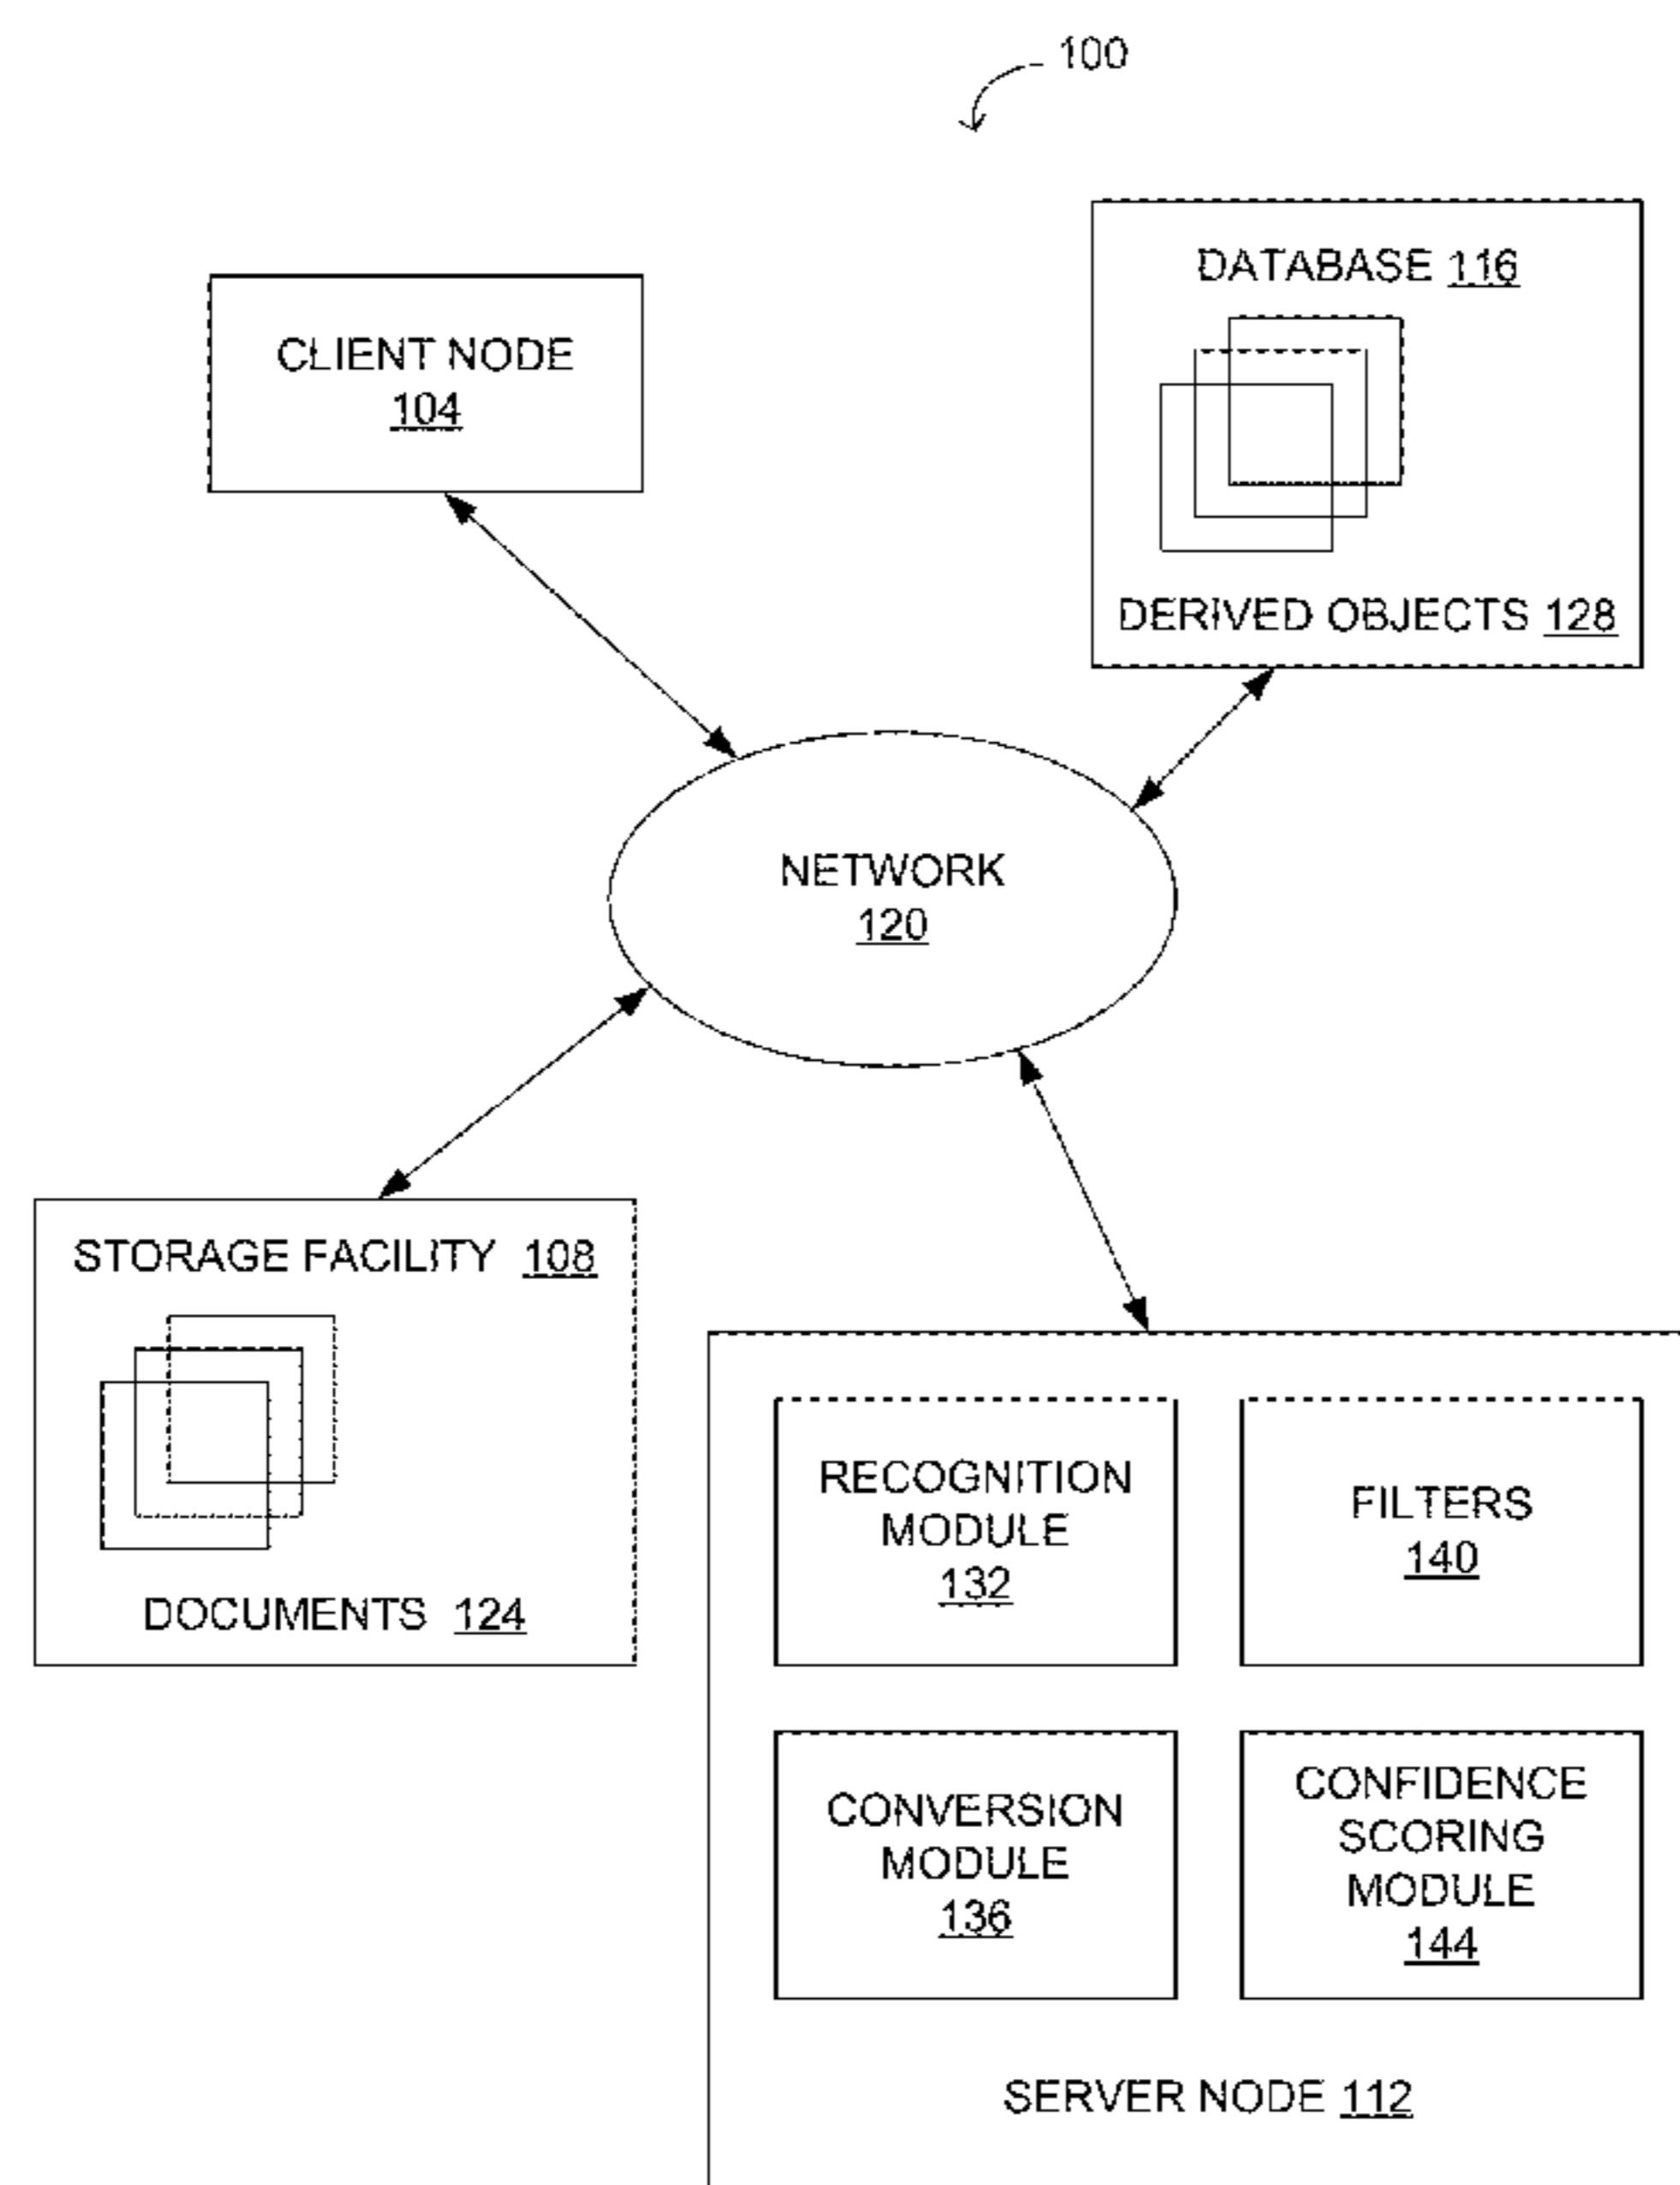 100
DATABASE 116
CLIENT NODE
104
DERIVED OBJECTS 128
NETWORK
120
STORAGE FACILITY 108
DOCUMENTS 124
RECOGNITION
MODULE
132
FILTERS
140
CONVERSION
MODULE
136
CONFIDENCE
SCORING
MODULE
144
SERVER NODE 112